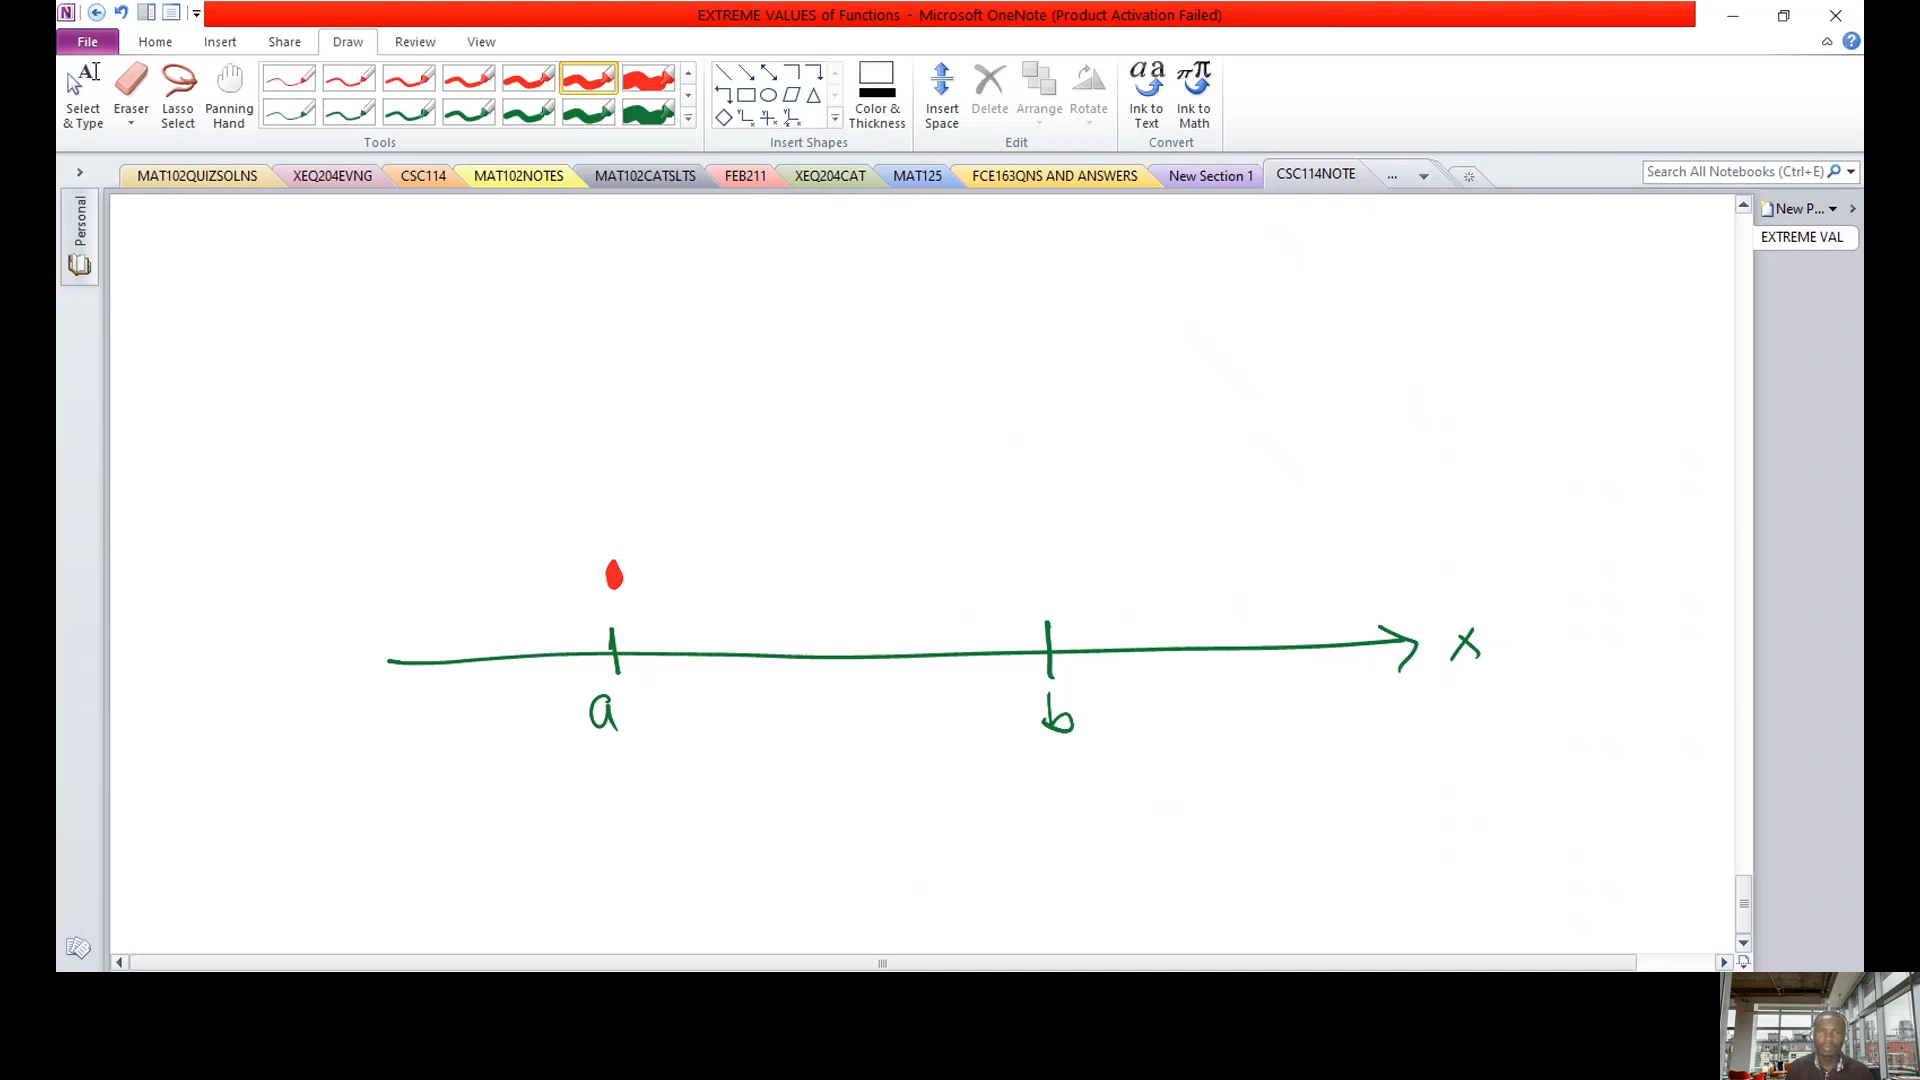 EXTREME VALUES of Functions - Microsoft OneNote (Product Activation Failed)
File Home Insert Share Draw Review View
Select & Type
Eraser
Lasso Select
Panning Hand
Tools
Insert Shapes
Color & Thickness
Insert Space
Delete
Arrange
Rotate
Edit
Ink to Text
Ink to Math
Convert
MAT102QUIZSOLNS XEQ204EVNG CSC114 MAT102NOTES MAT102CATSLTS FEB211 XEQ204CAT MAT125 FCE163QNS AND ANSWERS New Section 1 CSC114NOTE ...
Search All Notebooks (Ctrl+E)
Personal
New P...
EXTREME VAL
x
a
b